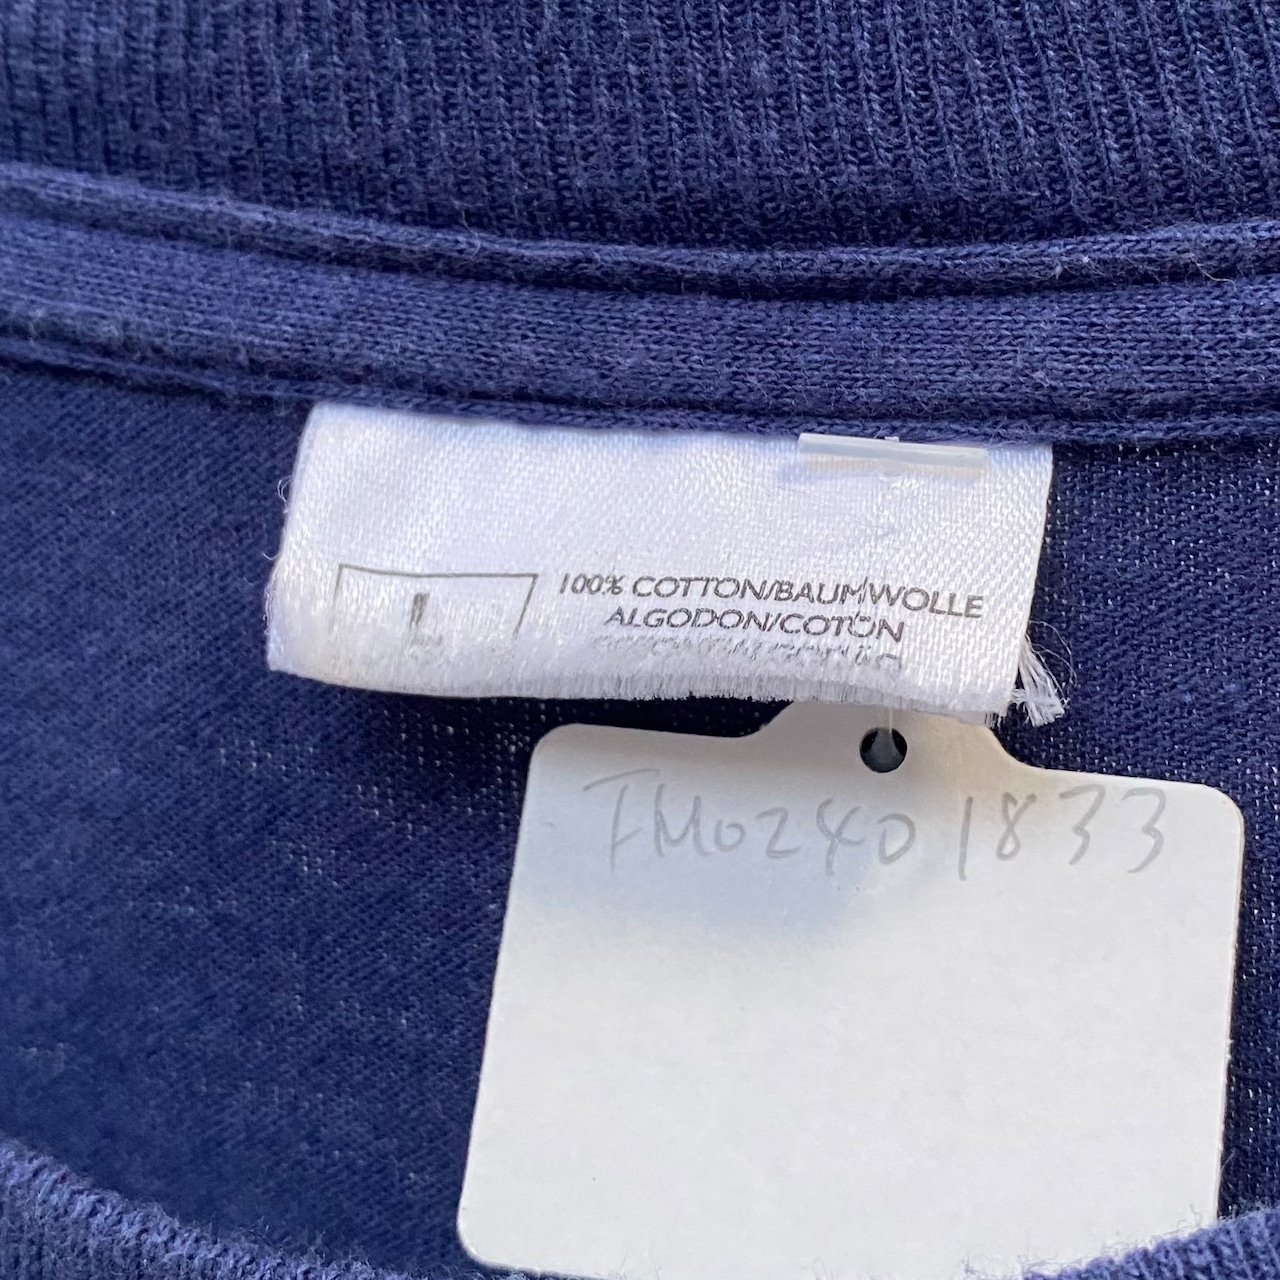 L
100% COTTON/BAUMWOLLE
ALGODON/COTON
FM02401833